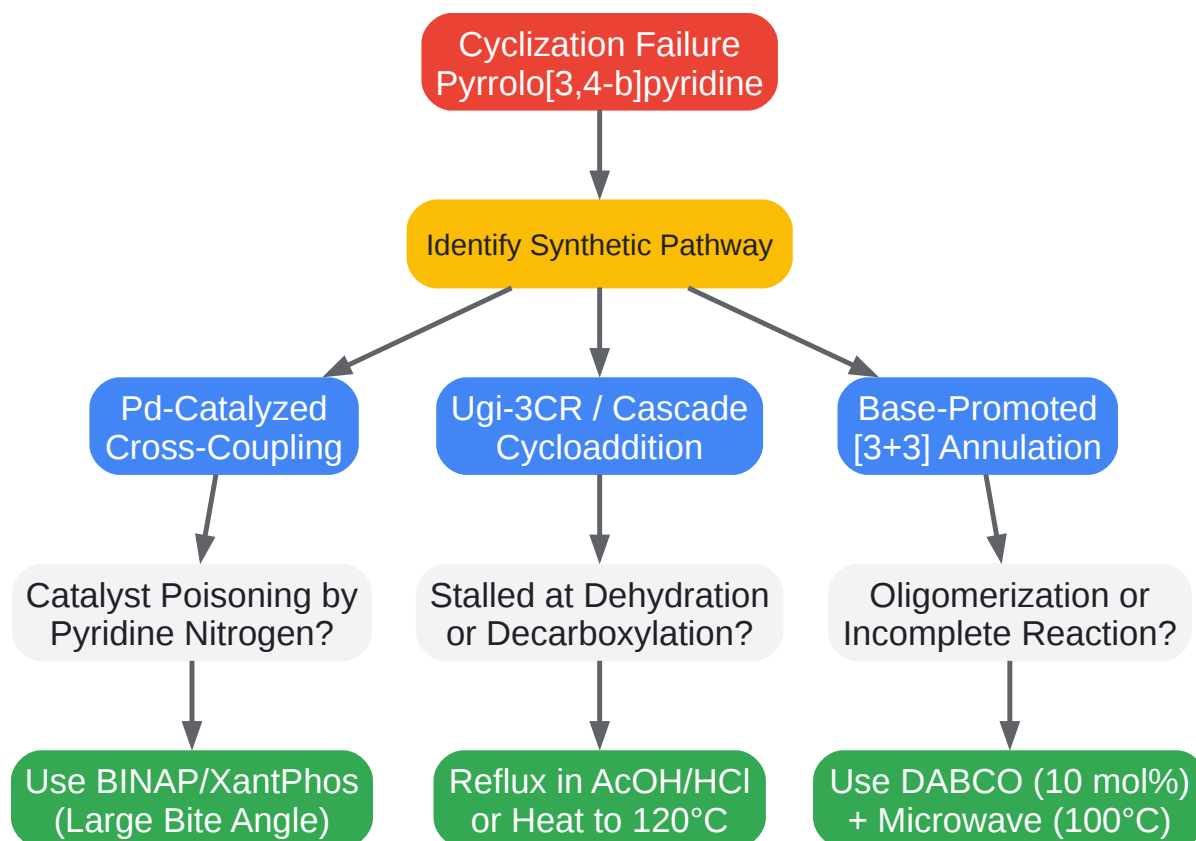 Cyclization Failure
Pyrrolo[3,4-b]pyridine
Identify Synthetic Pathway
Pd-Catalyzed
Cross-Coupling
Ugi-3CR / Cascade
Cycloaddition
Base-Promoted
[3+3] Annulation
Catalyst Poisoning by
Pyridine Nitrogen?
Stalled at Dehydration
or Decarboxylation?
Oligomerization or
Incomplete Reaction?
Use BINAP/XantPhos
(Large Bite Angle)
Reflux in AcOH/HCl
or Heat to 120°C
Use DABCO (10 mol%)
+ Microwave (100°C)